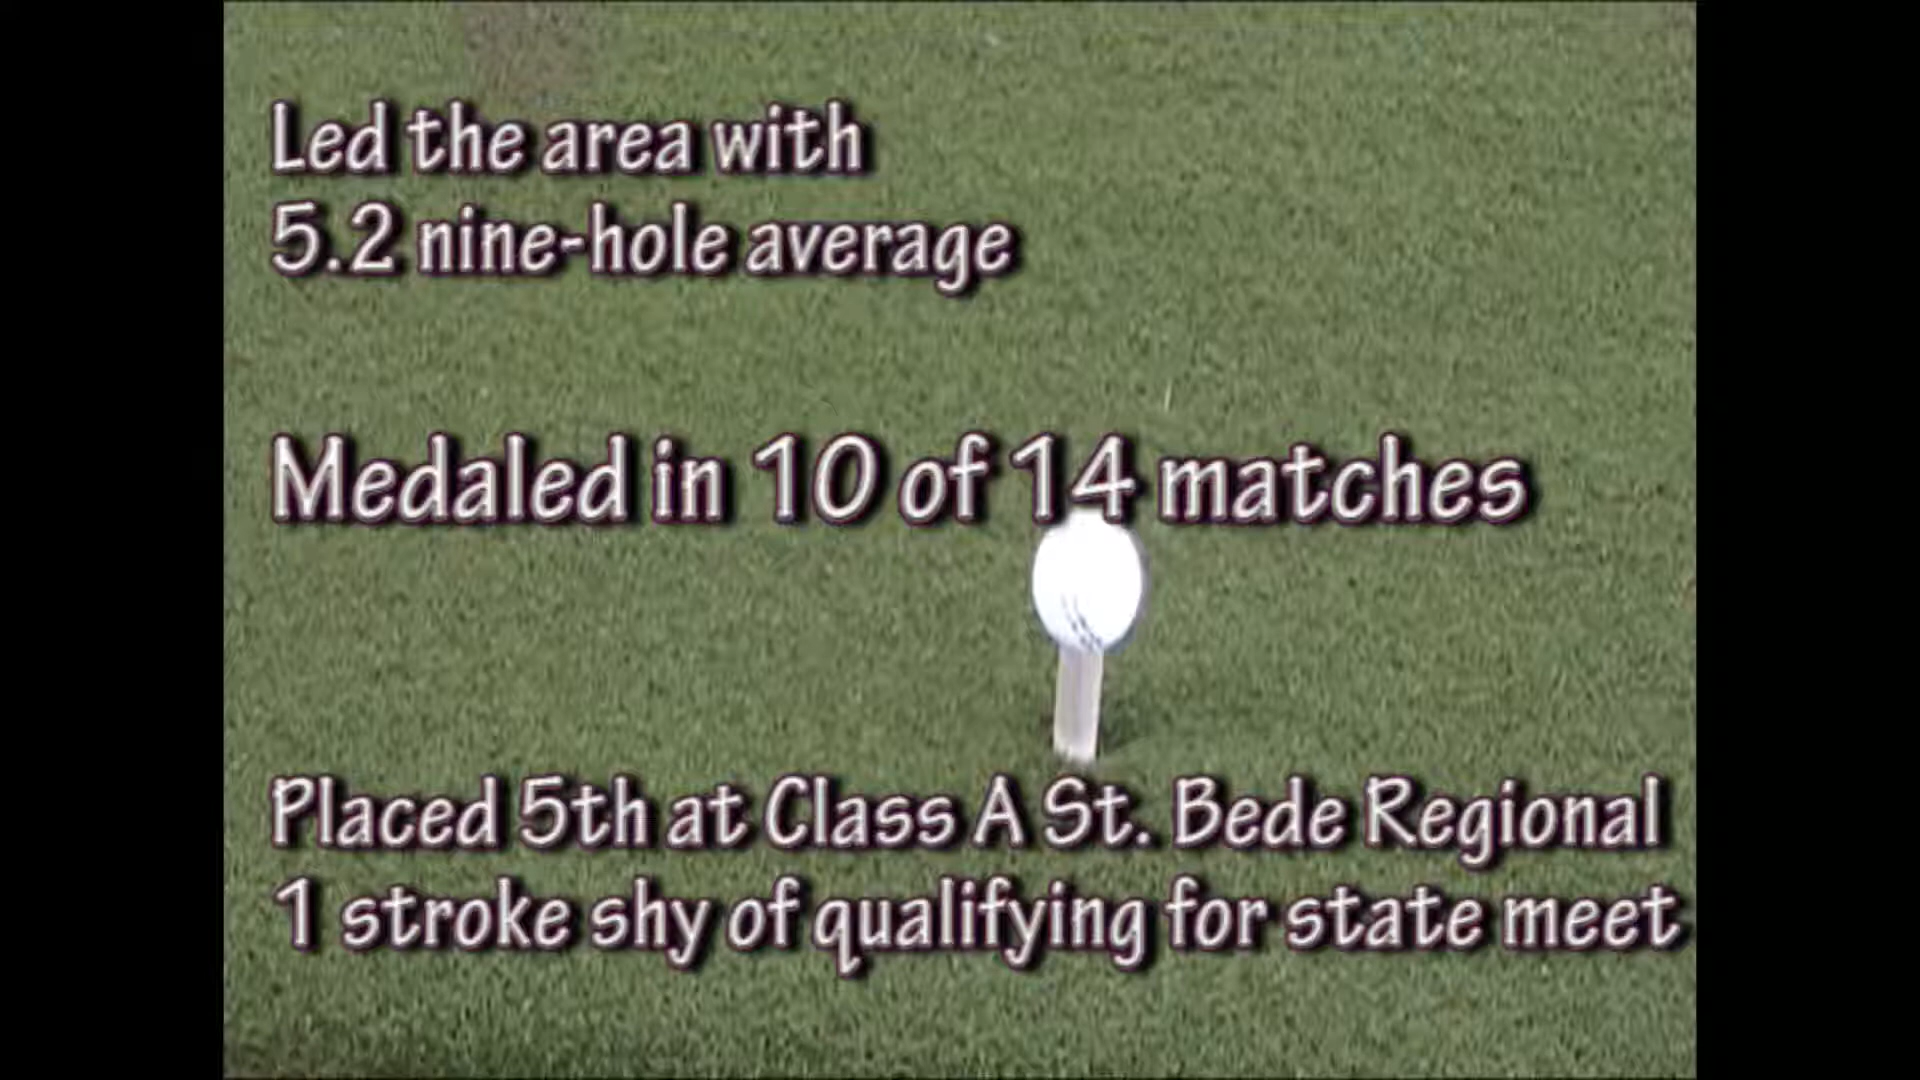 Led the area with
5.2 nine-hole average
Medaled in 10 of 14 matches
Placed 5th at Class A St. Bede Regional
1 stroke shy of qualifying for state meet